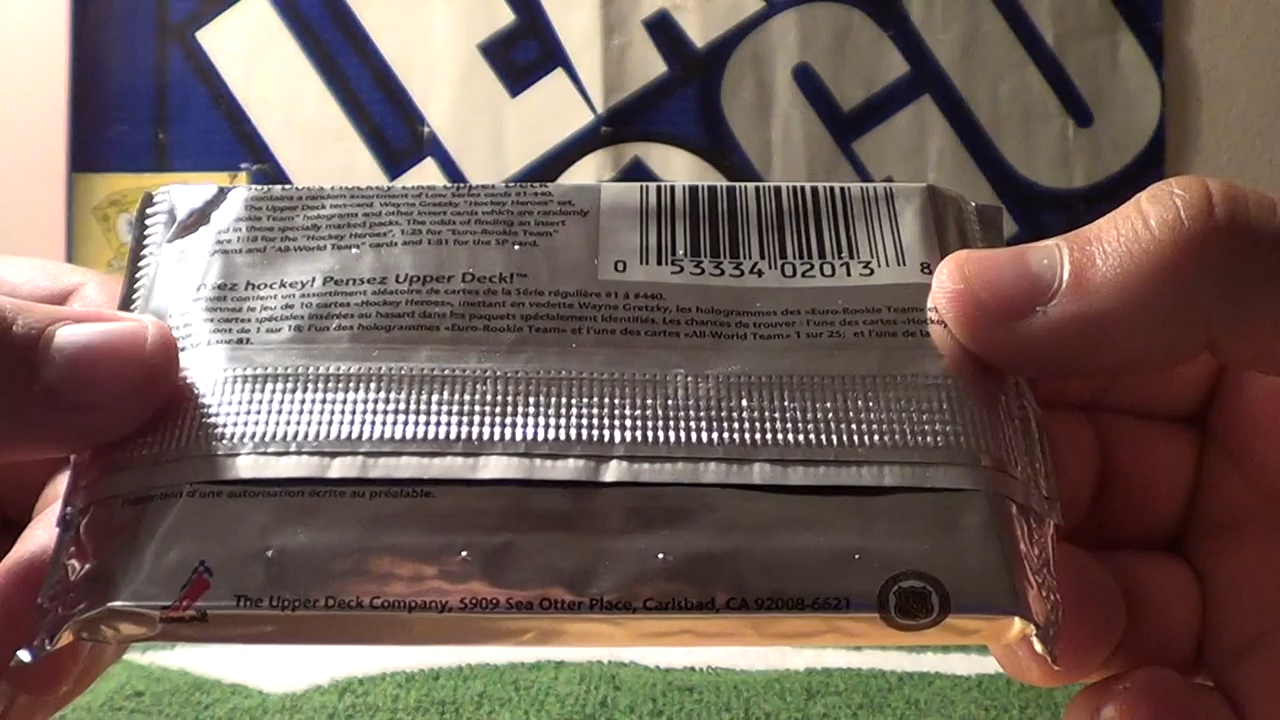 LEGO
Does Hockey Like Upper Deck
contains a random assortment of Low Series cards #1-440.
The Upper Deck ten-card Wayne Gretzky "Hockey Heroes" set,
Team" holograms and other insert cards which are randomly
in these specially marked packs. The odds of finding an insert
are 1:18 for the "Hockey Heroes", 1:25 for "Euro-Rookie Team"
and "All-World Team" cards and 1:81 for the SP card.
0 53334 02013 8
hockey! Pensez Upper Deck!™
contient un assortiment aléatoire de cartes de la Série régulière #1 à #440.
le jeu de 10 cartes «Hockey Heroes», mettant en vedette Wayne Gretzky, les hologrammes des «Euro-Rookie Team» et
cartes spéciales insérées au hasard dans les paquets spécialement identifiés. Les chances de trouver : l'une des cartes «Hockey
sont de 1 sur 18; l'un des hologrammes «Euro-Rookie Team» et l'une des cartes «All-World Team» 1 sur 25; et l'une de la
1 sur 81.
d'une autorisation écrite au préalable.
The Upper Deck Company, 5909 Sea Otter Place, Carlsbad, CA 92008-6621